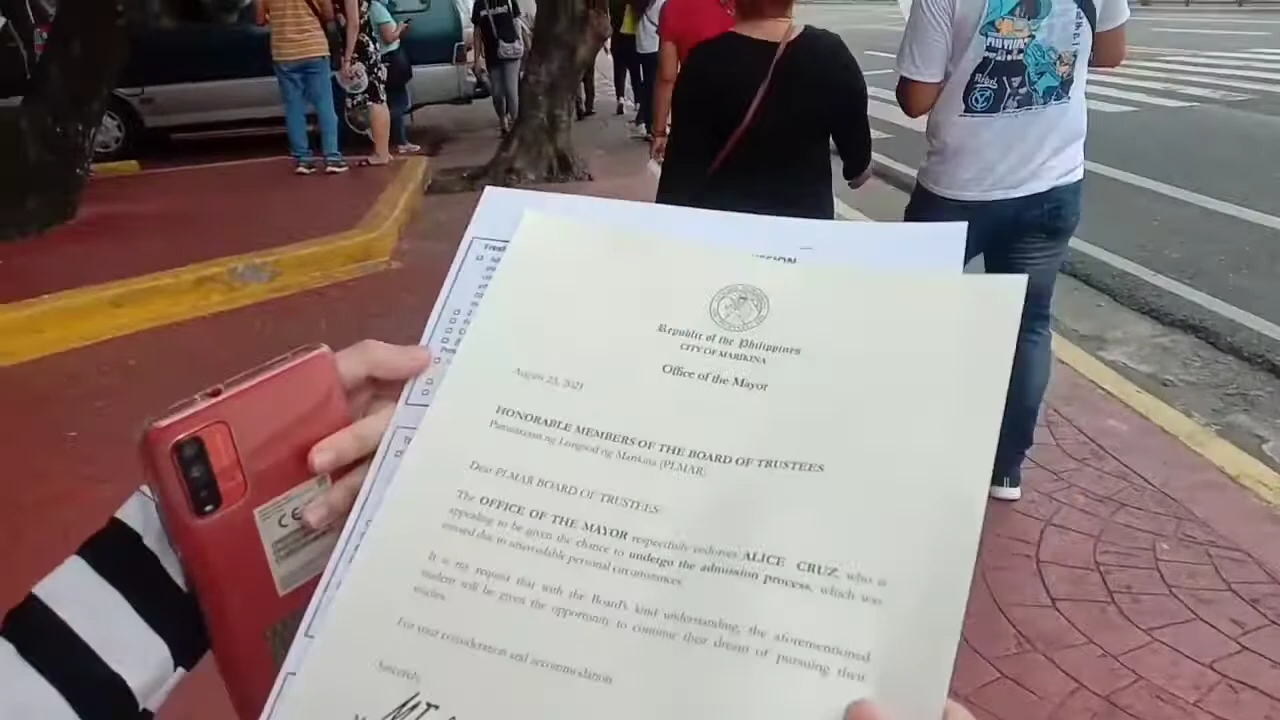 Republic of the Philippines
CITY OF MARIKINA
Office of the Mayor
August 23, 2021
HONORABLE MEMBERS OF THE BOARD OF TRUSTEES
Pamantasan ng Lungsod ng Marikina (PLMAR)
Dear PLMAR BOARD OF TRUSTEES:
The OFFICE OF THE MAYOR respectfully endorses ALICE CRUZ, who is
appealing to be given the chance to undergo the admission process, which was
missed due to unavoidable personal circumstances.
It is my request that with the Board's kind understanding, the aforementioned
student will be given the opportunity to continue their dream of pursuing their
studies.
For your consideration and accommodation.
Sincerely,
CE